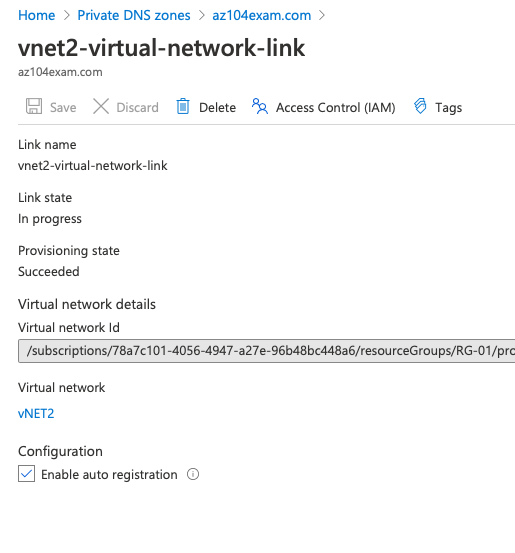 Home > Private DNS zones > az104exam.com >
vnet2-virtual-network-link
az104exam.com
Save Discard Delete Access Control (IAM) Tags
Link name
vnet2-virtual-network-link
Link state
In progress
Provisioning state
Succeeded
Virtual network details
Virtual network Id
/subscriptions/78a7c101-4056-4947-a27e-96b48bc448a6/resourceGroups/RG-01/pro
Virtual network
vNET2
Configuration
Enable auto registration